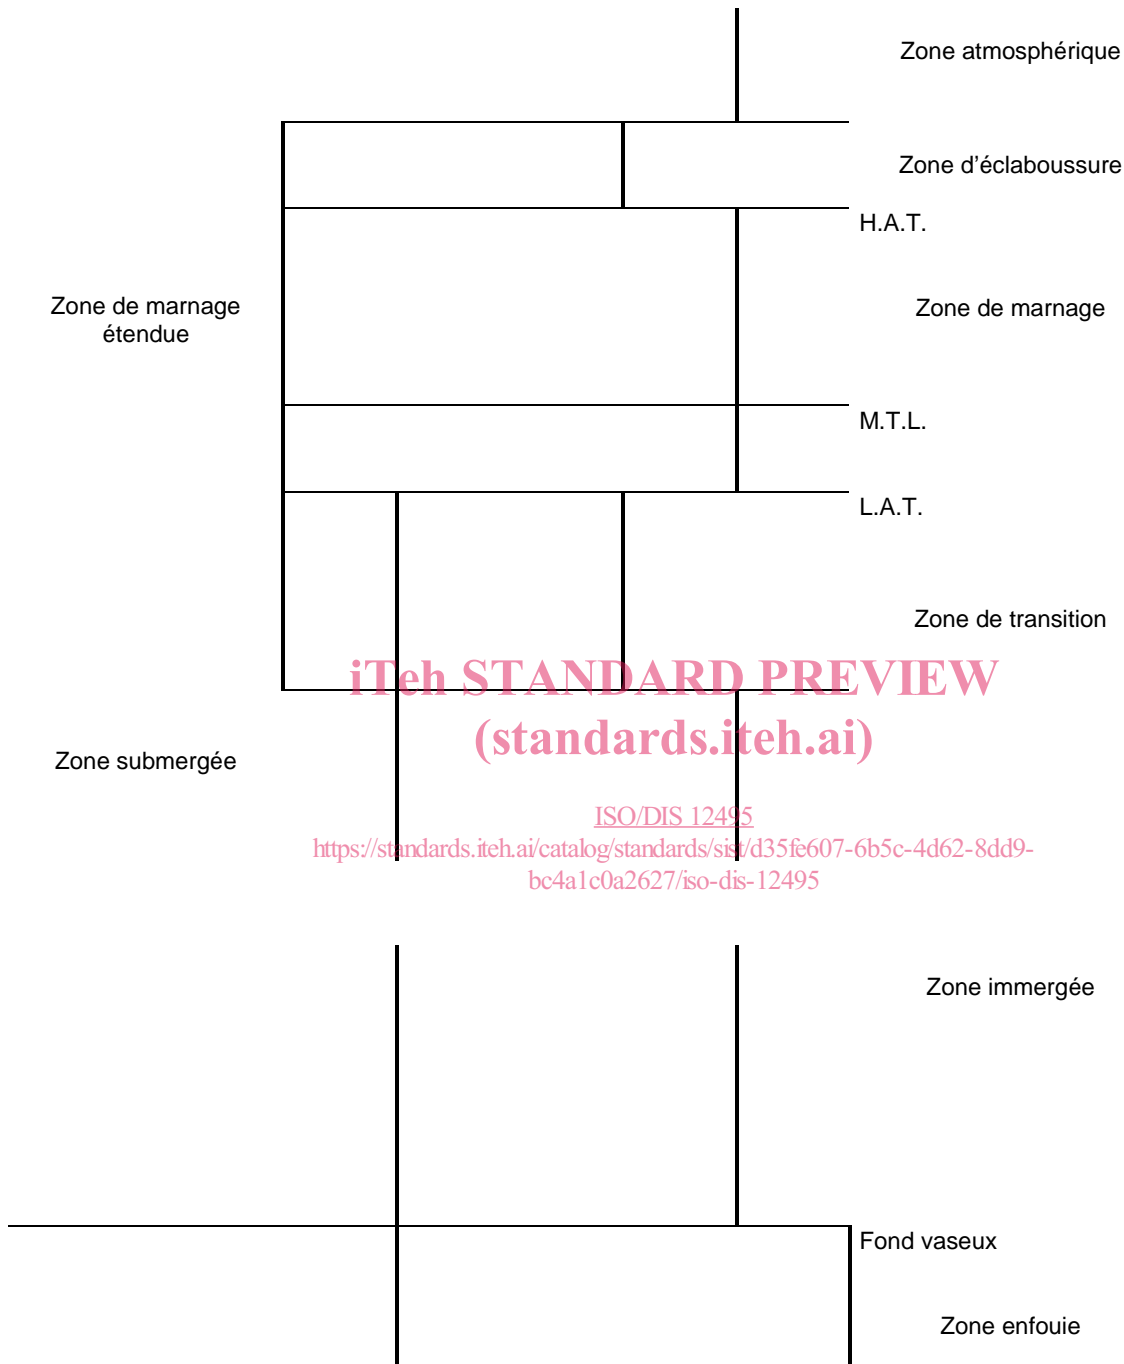 Zone atmosphérique
Zone d’éclaboussure
H.A.T.
Zone de marnage
étendue
Zone de marnage
M.T.L.
L.A.T.
Zone de transition
iTeh STANDARD PREVIEW
(standards.iteh.ai)
Zone submergée
ISO/DIS 12495
https://standards.iteh.ai/catalog/standards/sist/d35fe607-6b5c-4d62-8dd9-
bc4a1c0a2627/iso-dis-12495
Zone immergée
Fond vaseux
Zone enfouie